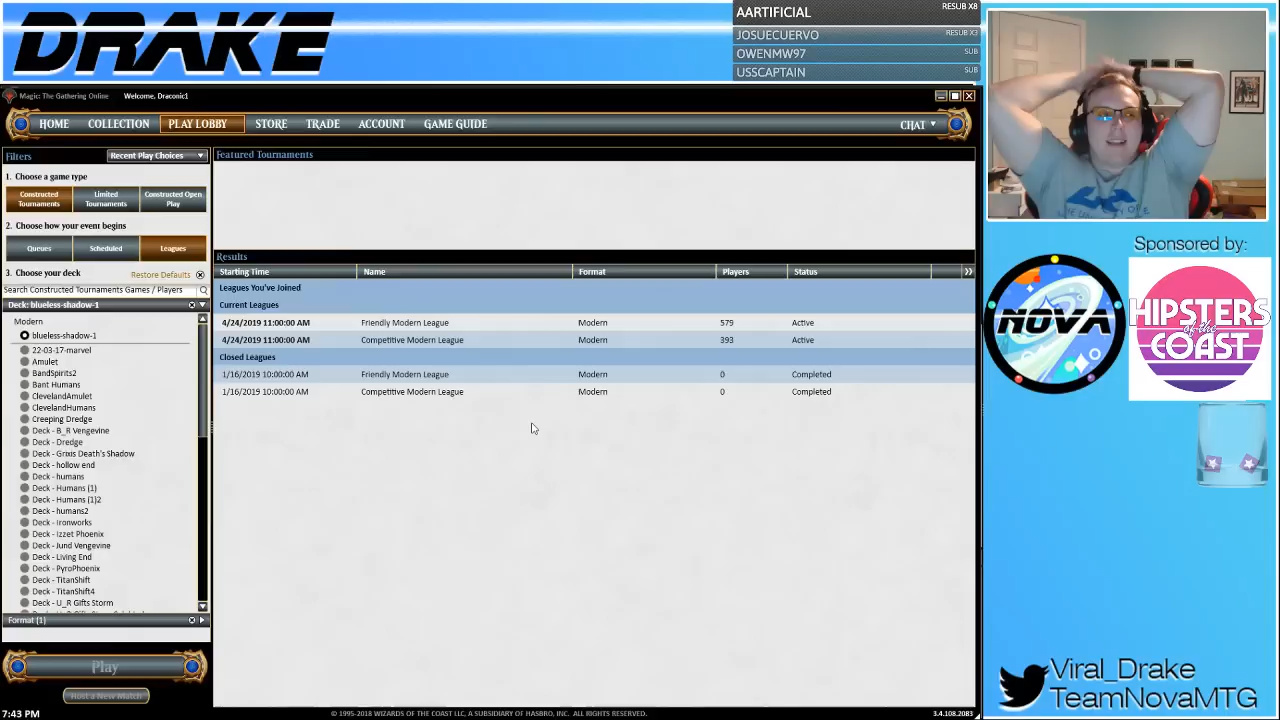 DRAKE
AARTIFICIAL RESUB X8
JOSUECUERVO RESUB X3
OWENMW97 SUB
USSCAPTAIN SUB
Magic: The Gathering Online Welcome, Draconic1
HOME COLLECTION PLAY LOBBY STORE TRADE ACCOUNT GAME GUIDE CHAT
Filters Recent Play Choices
1. Choose a game type
Constructed Tournaments Limited Tournaments Constructed Open Play
2. Choose how your event begins
Queues Scheduled Leagues
3. Choose your deck Restore Defaults
Search Constructed Tournaments Games / Players
Deck: blueless-shadow-1
Modern
blueless-shadow-1
22-03-17-marvel
Amulet
BandSpirits2
Bant Humans
ClevelandAmulet
ClevelandHumans
Creeping Dredge
Deck - B_R Vengevine
Deck - Dredge
Deck - Grixis Death's Shadow
Deck - hollow end
Deck - humans
Deck - Humans (1)
Deck - Humans (1)2
Deck - humans2
Deck - Ironworks
Deck - Izzet Phoenix
Deck - Jund Vengevine
Deck - Living End
Deck - PyroPhoenix
Deck - TitanShift
Deck - TitanShift4
Deck - U_R Gifts Storm
Format (1)
Play
Host a New Match
7:43 PM
Featured Tournaments
Results
Starting Time Name Format Players Status
Leagues You've Joined
Current Leagues
4/24/2019 11:00:00 AM Friendly Modern League Modern 579 Active
4/24/2019 11:00:00 AM Competitive Modern League Modern 393 Active
Closed Leagues
1/16/2019 10:00:00 AM Friendly Modern League Modern 0 Completed
1/16/2019 10:00:00 AM Competitive Modern League Modern 0 Completed
© 1995-2018 WIZARDS OF THE COAST LLC, A SUBSIDIARY OF HASBRO, INC. ALL RIGHTS RESERVED.
3.4.108.2083
Sponsored by:
NOVA
HIPSTERS
of the
COAST
Viral_Drake
TeamNovaMTG